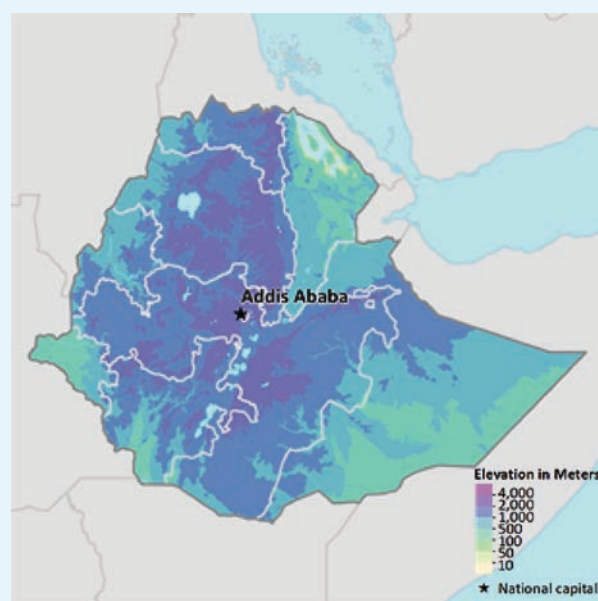 Addis Ababa
Elevation in Meters
4,000
2,000
1,000
500
100
50
10
★ National capital